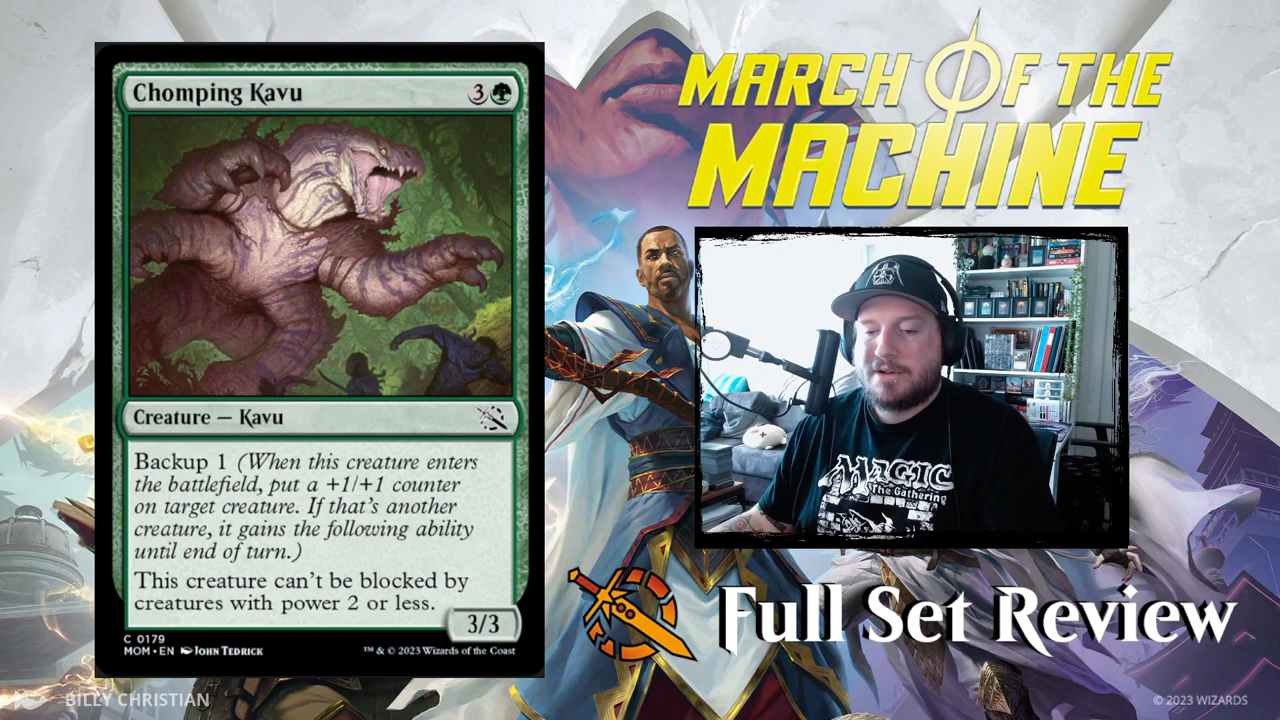 Chomping Kavu
3
Creature — Kavu
Backup 1 (When this creature enters
the battlefield, put a +1/+1 counter
on target creature. If that's another
creature, it gains the following ability
until end of turn.)
This creature can't be blocked by
creatures with power 2 or less.
3/3
C 0179
MOM • EN JOHN TEDRICK
™ & © 2023 Wizards of the Coast
BILLY CHRISTIAN
MARCH OF THE
MACHINE
MAGIC
The Gathering
Full Set Review
© 2023 WIZARDS